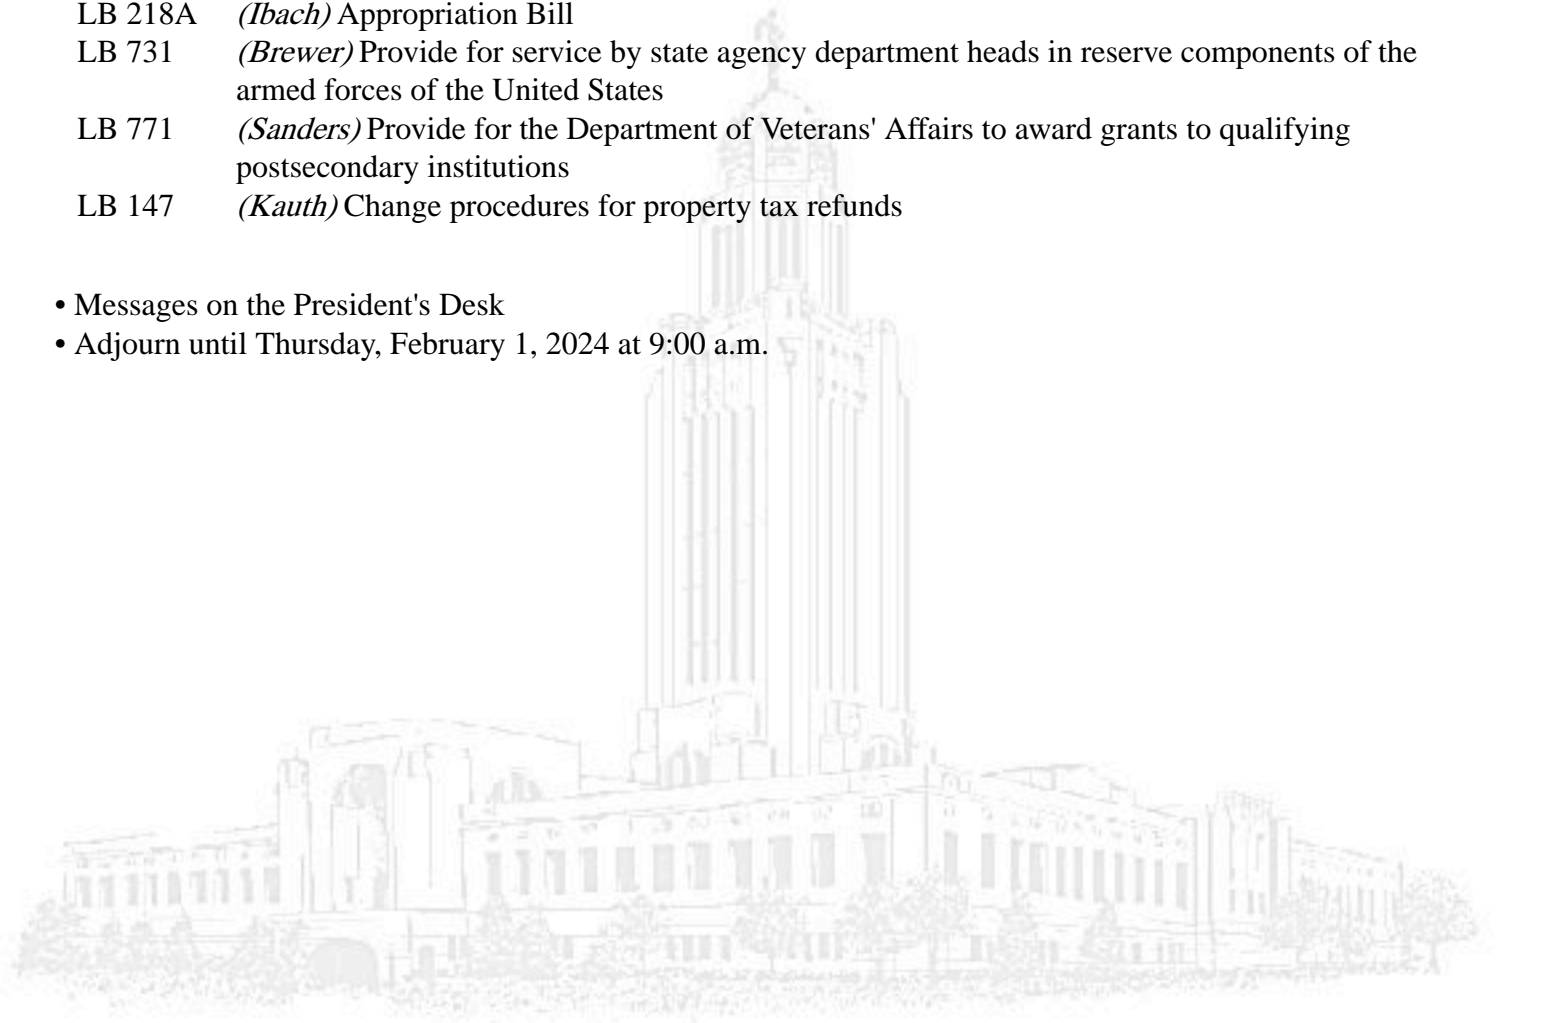 LB 218A (Ibach) Appropriation Bill
LB 731 (Brewer) Provide for service by state agency department heads in reserve components of the
armed forces of the United States
LB 771 (Sanders) Provide for the Department of Veterans' Affairs to award grants to qualifying
postsecondary institutions
LB 147 (Kauth) Change procedures for property tax refunds
• Messages on the President's Desk
• Adjourn until Thursday, February 1, 2024 at 9:00 a.m.